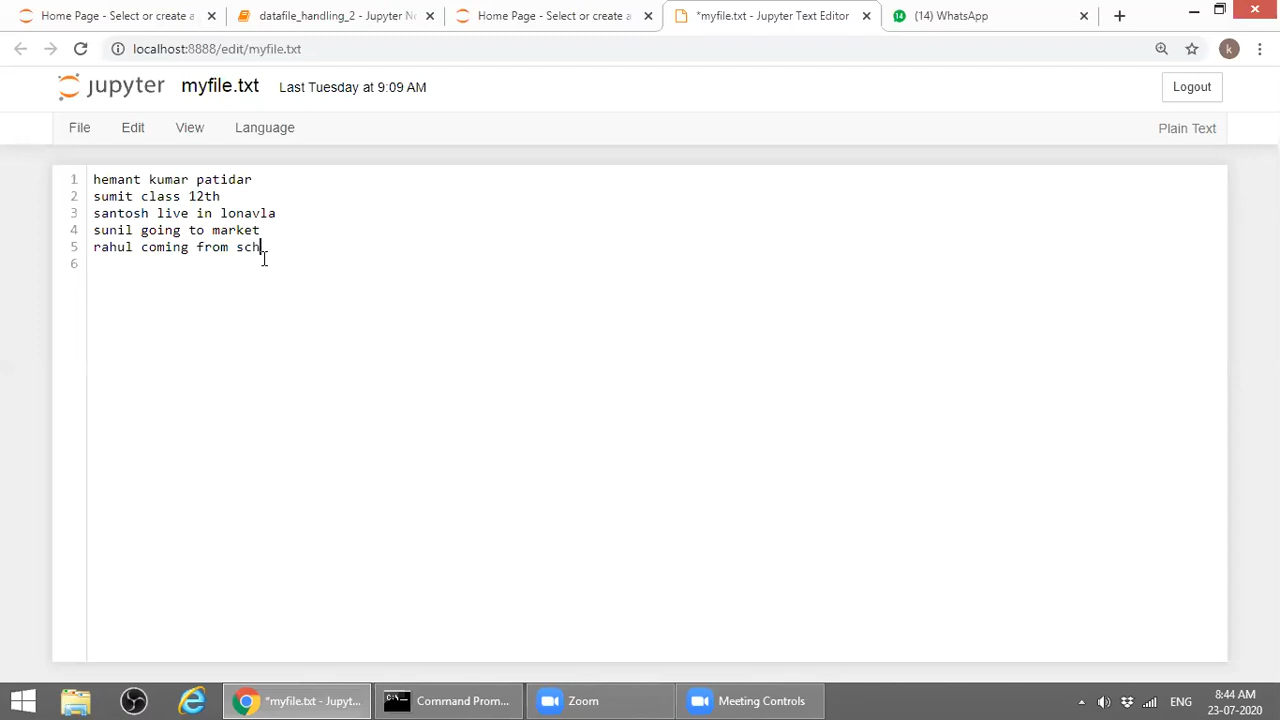 Home Page - Select or create a
datafile_handling_2 - Jupyter No
Home Page - Select or create a
*myfile.txt - Jupyter Text Editor
(14) WhatsApp
14
localhost:8888/edit/myfile.txt
k
jupyter myfile.txt Last Tuesday at 9:09 AM
Logout
File Edit View Language
Plain Text
1 hemant kumar patidar
2 sumit class 12th
3 santosh live in lonavla
4 sunil going to market
5 rahul coming from sch
6
*myfile.txt - Jupyt...
Command Prom...
Zoom
Meeting Controls
ENG
8:44 AM
23-07-2020